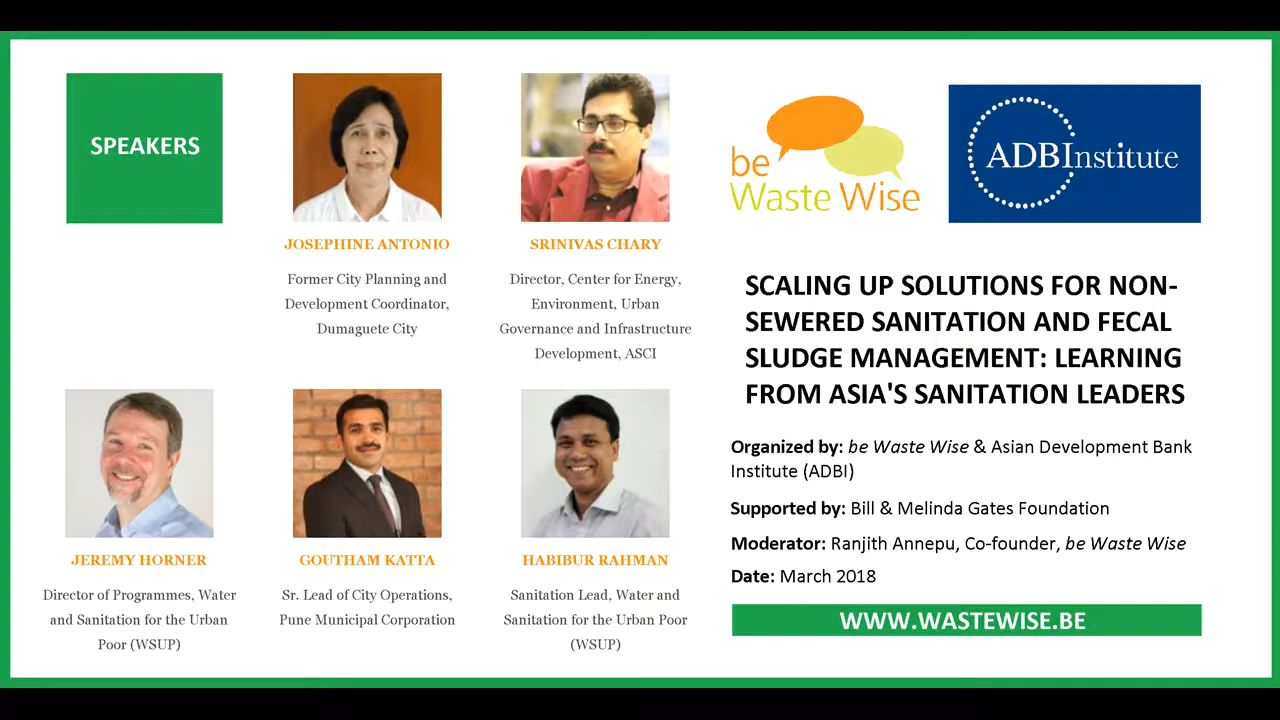 SPEAKERS
JOSEPHINE ANTONIO
Former City Planning and
Development Coordinator,
Dumaguete City
SRINIVAS CHARY
Director, Center for Energy,
Environment, Urban
Governance and Infrastructure
Development, ASCI
JEREMY HORNER
Director of Programmes, Water
and Sanitation for the Urban
Poor (WSUP)
GOUTHAM KATTA
Sr. Lead of City Operations,
Pune Municipal Corporation
HABIBUR RAHMAN
Sanitation Lead, Water and
Sanitation for the Urban Poor
(WSUP)
be
Waste Wise
ADBInstitute
SCALING UP SOLUTIONS FOR NON-
SEWERED SANITATION AND FECAL
SLUDGE MANAGEMENT: LEARNING
FROM ASIA'S SANITATION LEADERS
Organized by: be Waste Wise & Asian Development Bank
Institute (ADBI)
Supported by: Bill & Melinda Gates Foundation
Moderator: Ranjith Annepu, Co-founder, be Waste Wise
Date: March 2018
WWW.WASTEWISE.BE